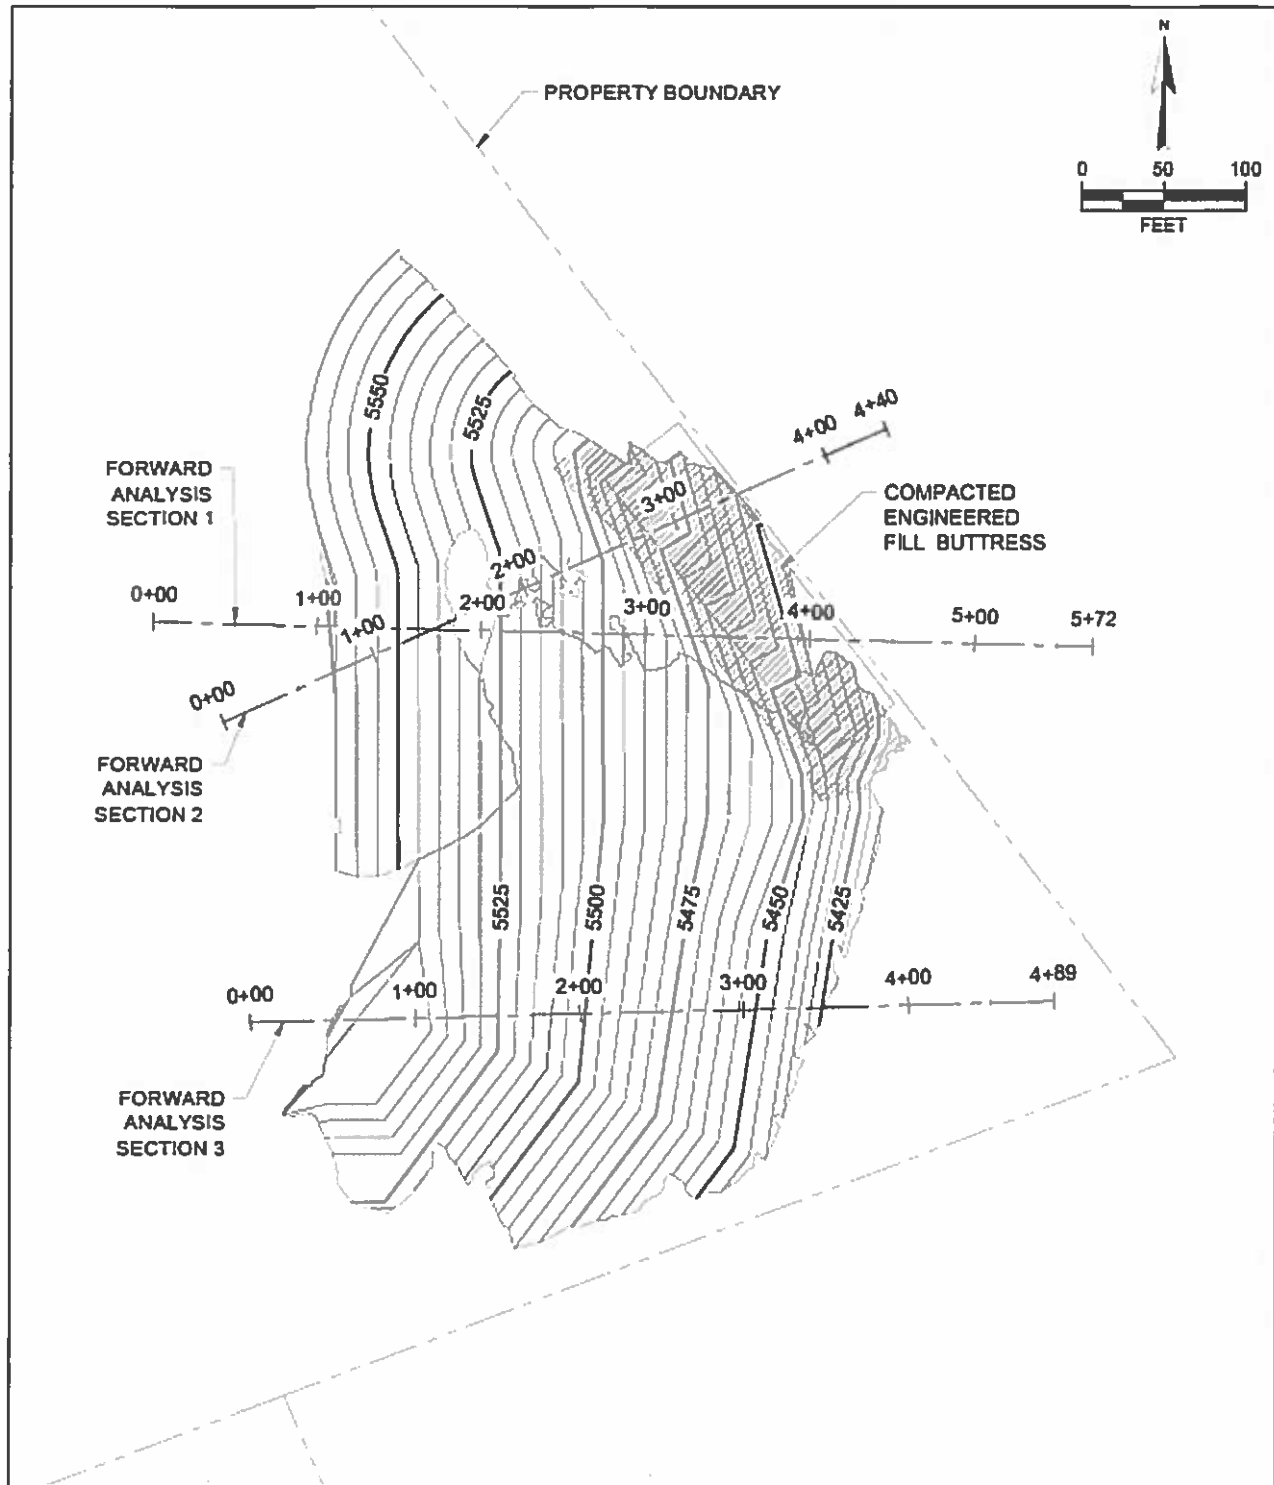 N
PROPERTY BOUNDARY
0 50 100
FEET
5550
5525
4+40
4+00
3+00
FORWARD
ANALYSIS
SECTION 1
COMPACTED
ENGINEERED
FILL BUTTRESS
2+00
0+00
1+00
2+00
3+00
4+00
5+00
5+72
1+00
0+00
FORWARD
ANALYSIS
SECTION 2
5525
5500
5475
5450
5425
0+00
1+00
2+00
3+00
4+00
4+89
FORWARD
ANALYSIS
SECTION 3